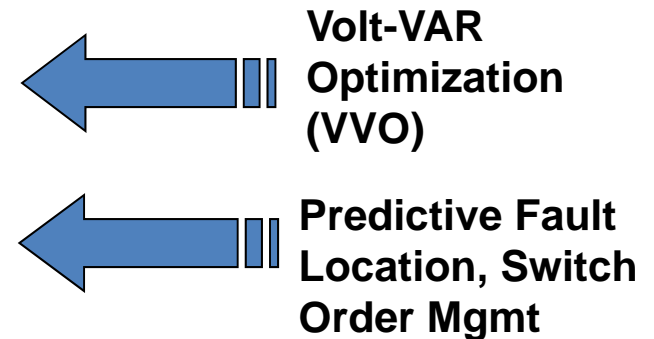 Volt-VAR
Optimization
(VVO)
Predictive Fault
Location, Switch
Order Mgmt